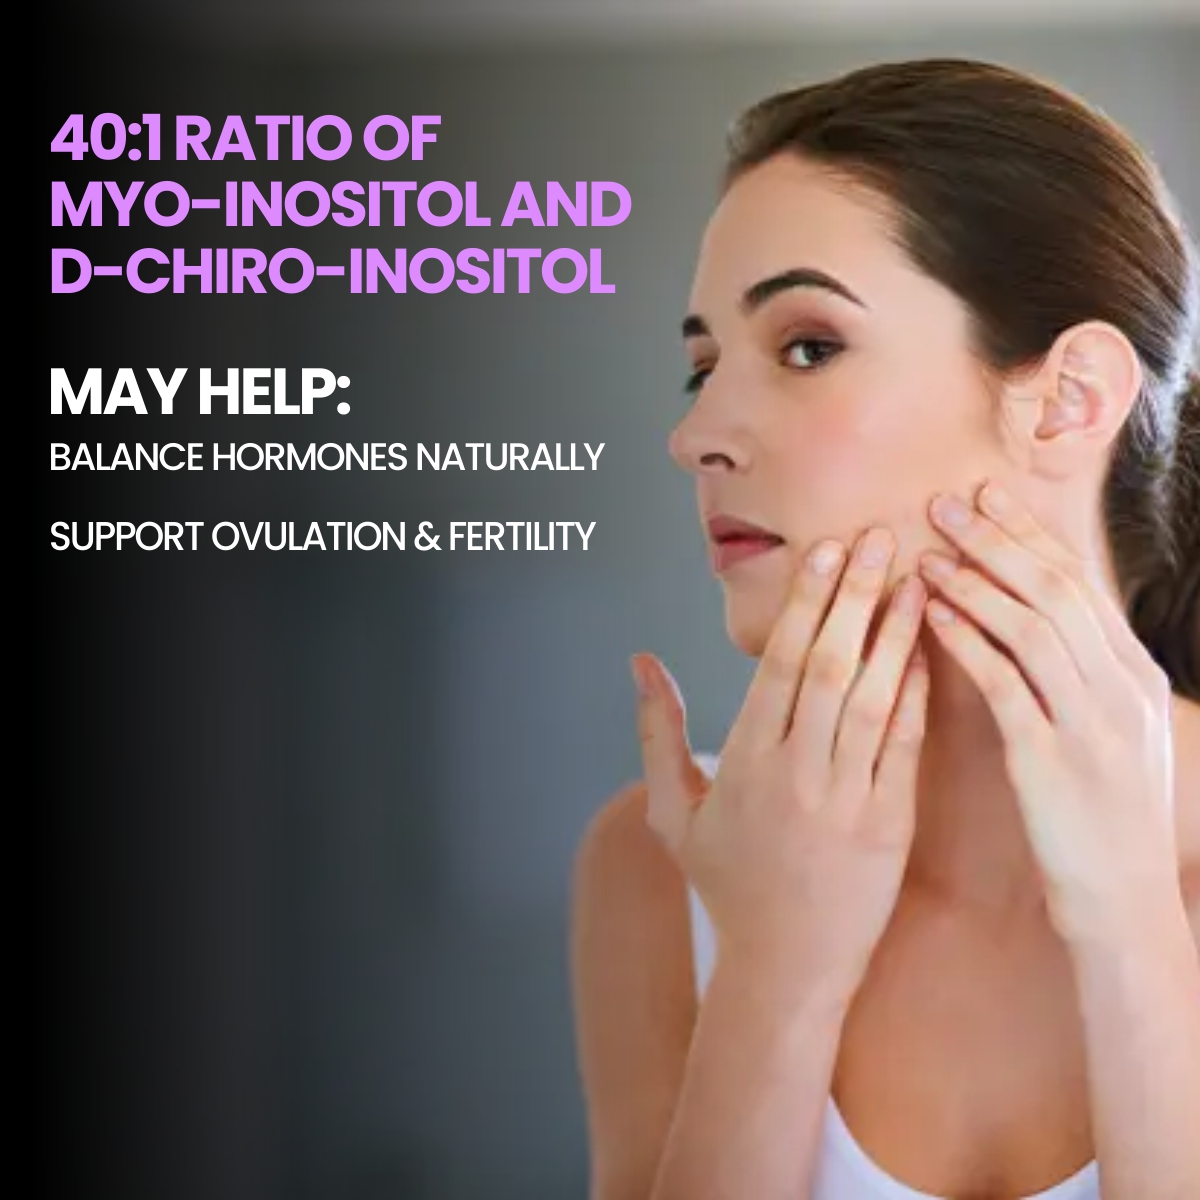 40:1 RATIO OF
MYO-INOSITOL AND
D-CHIRO-INOSITOL
MAY HELP:
BALANCE HORMONES NATURALLY
SUPPORT OVULATION & FERTILITY